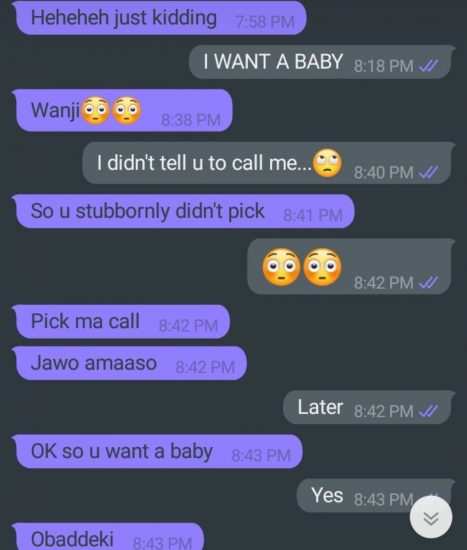 Heheheh just kidding 7:58 PM
I WANT A BABY 8:18 PM
Wanji😳😳 8:38 PM
I didn't tell u to call me...🙄 8:40 PM
So u stubbornly didn't pick 8:41 PM
😳😳 8:42 PM
Pick ma call 8:42 PM
Jawo amaaso 8:42 PM
Later 8:42 PM
OK so u want a baby 8:43 PM
Yes 8:43 PM
Obaddeki 8:43 PM